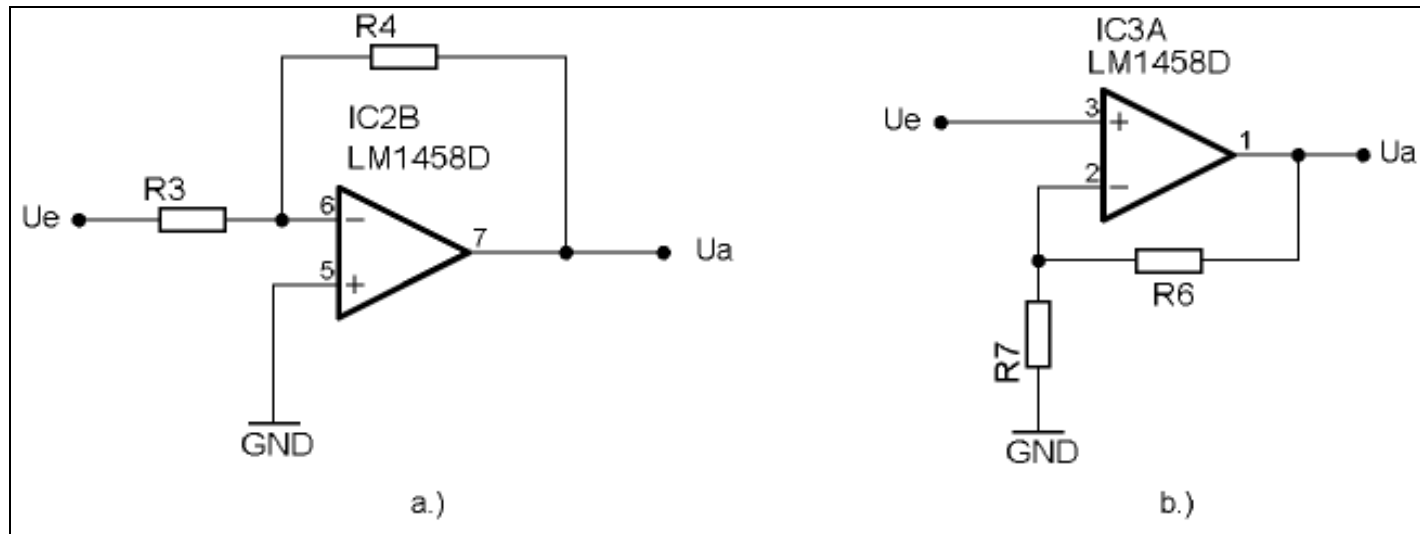 R4
IC2B
LM1458D
R3
Ue
6
−
7
Ua
5
+
GND
a.)
IC3A
LM1458D
Ue
3
+
1
Ua
2
−
R6
R7
GND
b.)